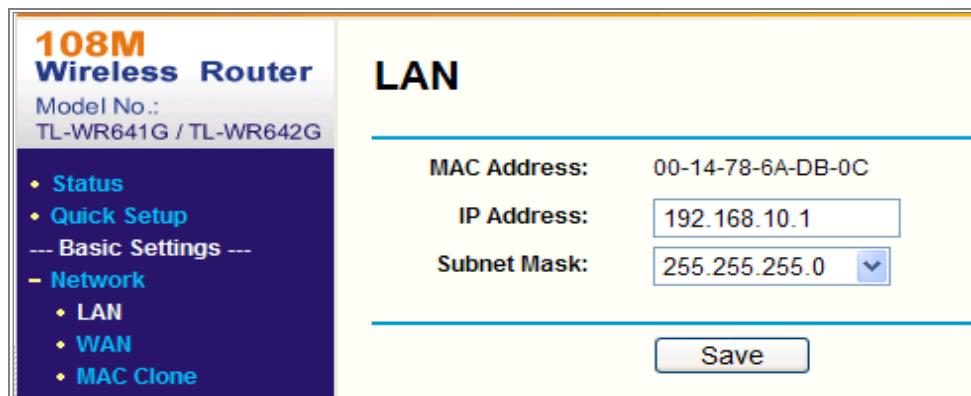 108M
Wireless Router
Model No.:
TL-WR641G / TL-WR642G
• Status
• Quick Setup
--- Basic Settings ---
– Network
• LAN
• WAN
• MAC Clone
LAN
MAC Address: 00-14-78-6A-DB-0C
IP Address: 192.168.10.1
Subnet Mask: 255.255.255.0
Save